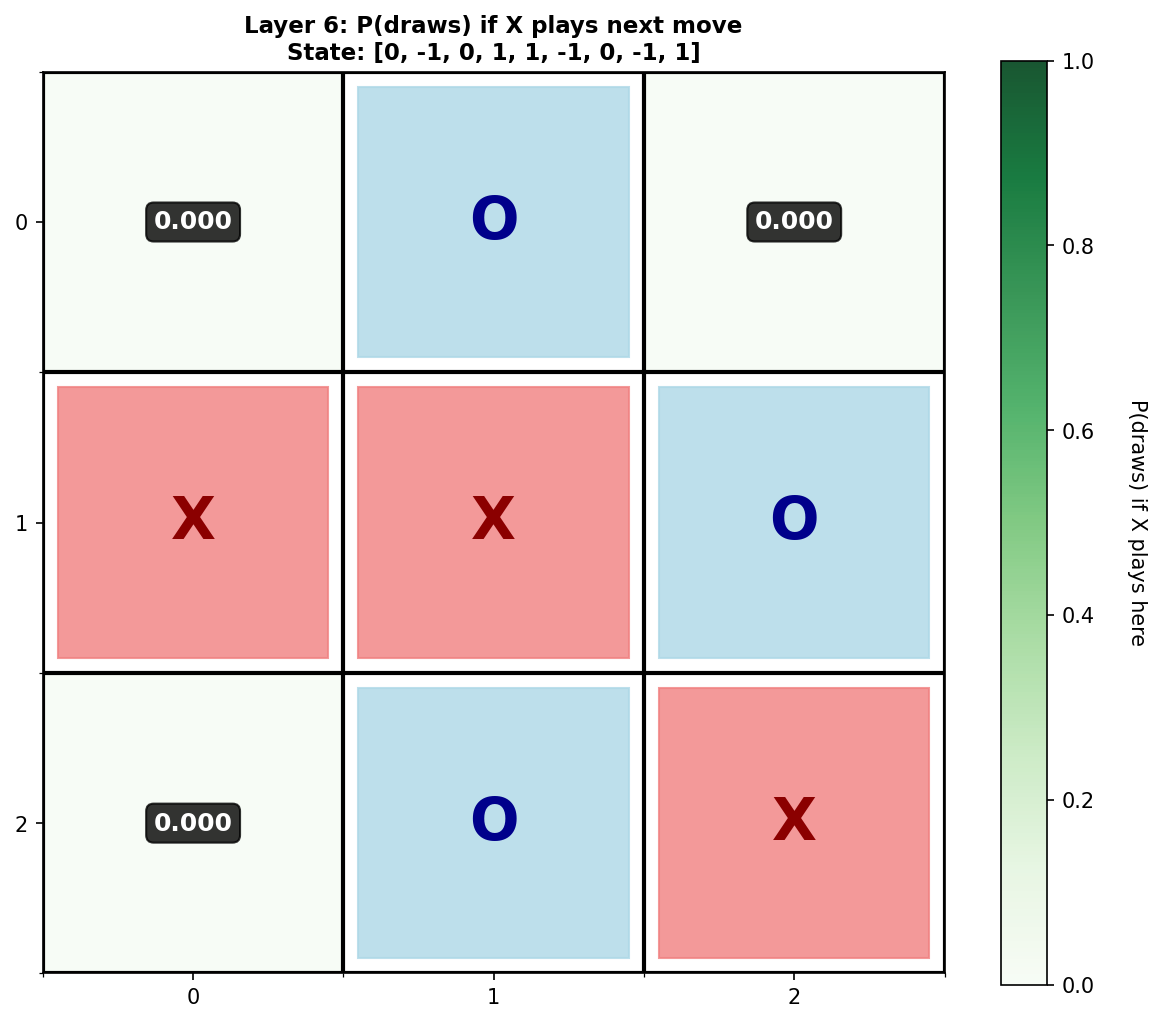 Layer 6: P(draws) if X plays next move
State: [0, -1, 0, 1, 1, -1, 0, -1, 1]
0
0.000
O
0.000
1
X
X
O
2
0.000
O
X
0
1
2
1.0
0.8
0.6
0.4
0.2
0.0
P(draws) if X plays here